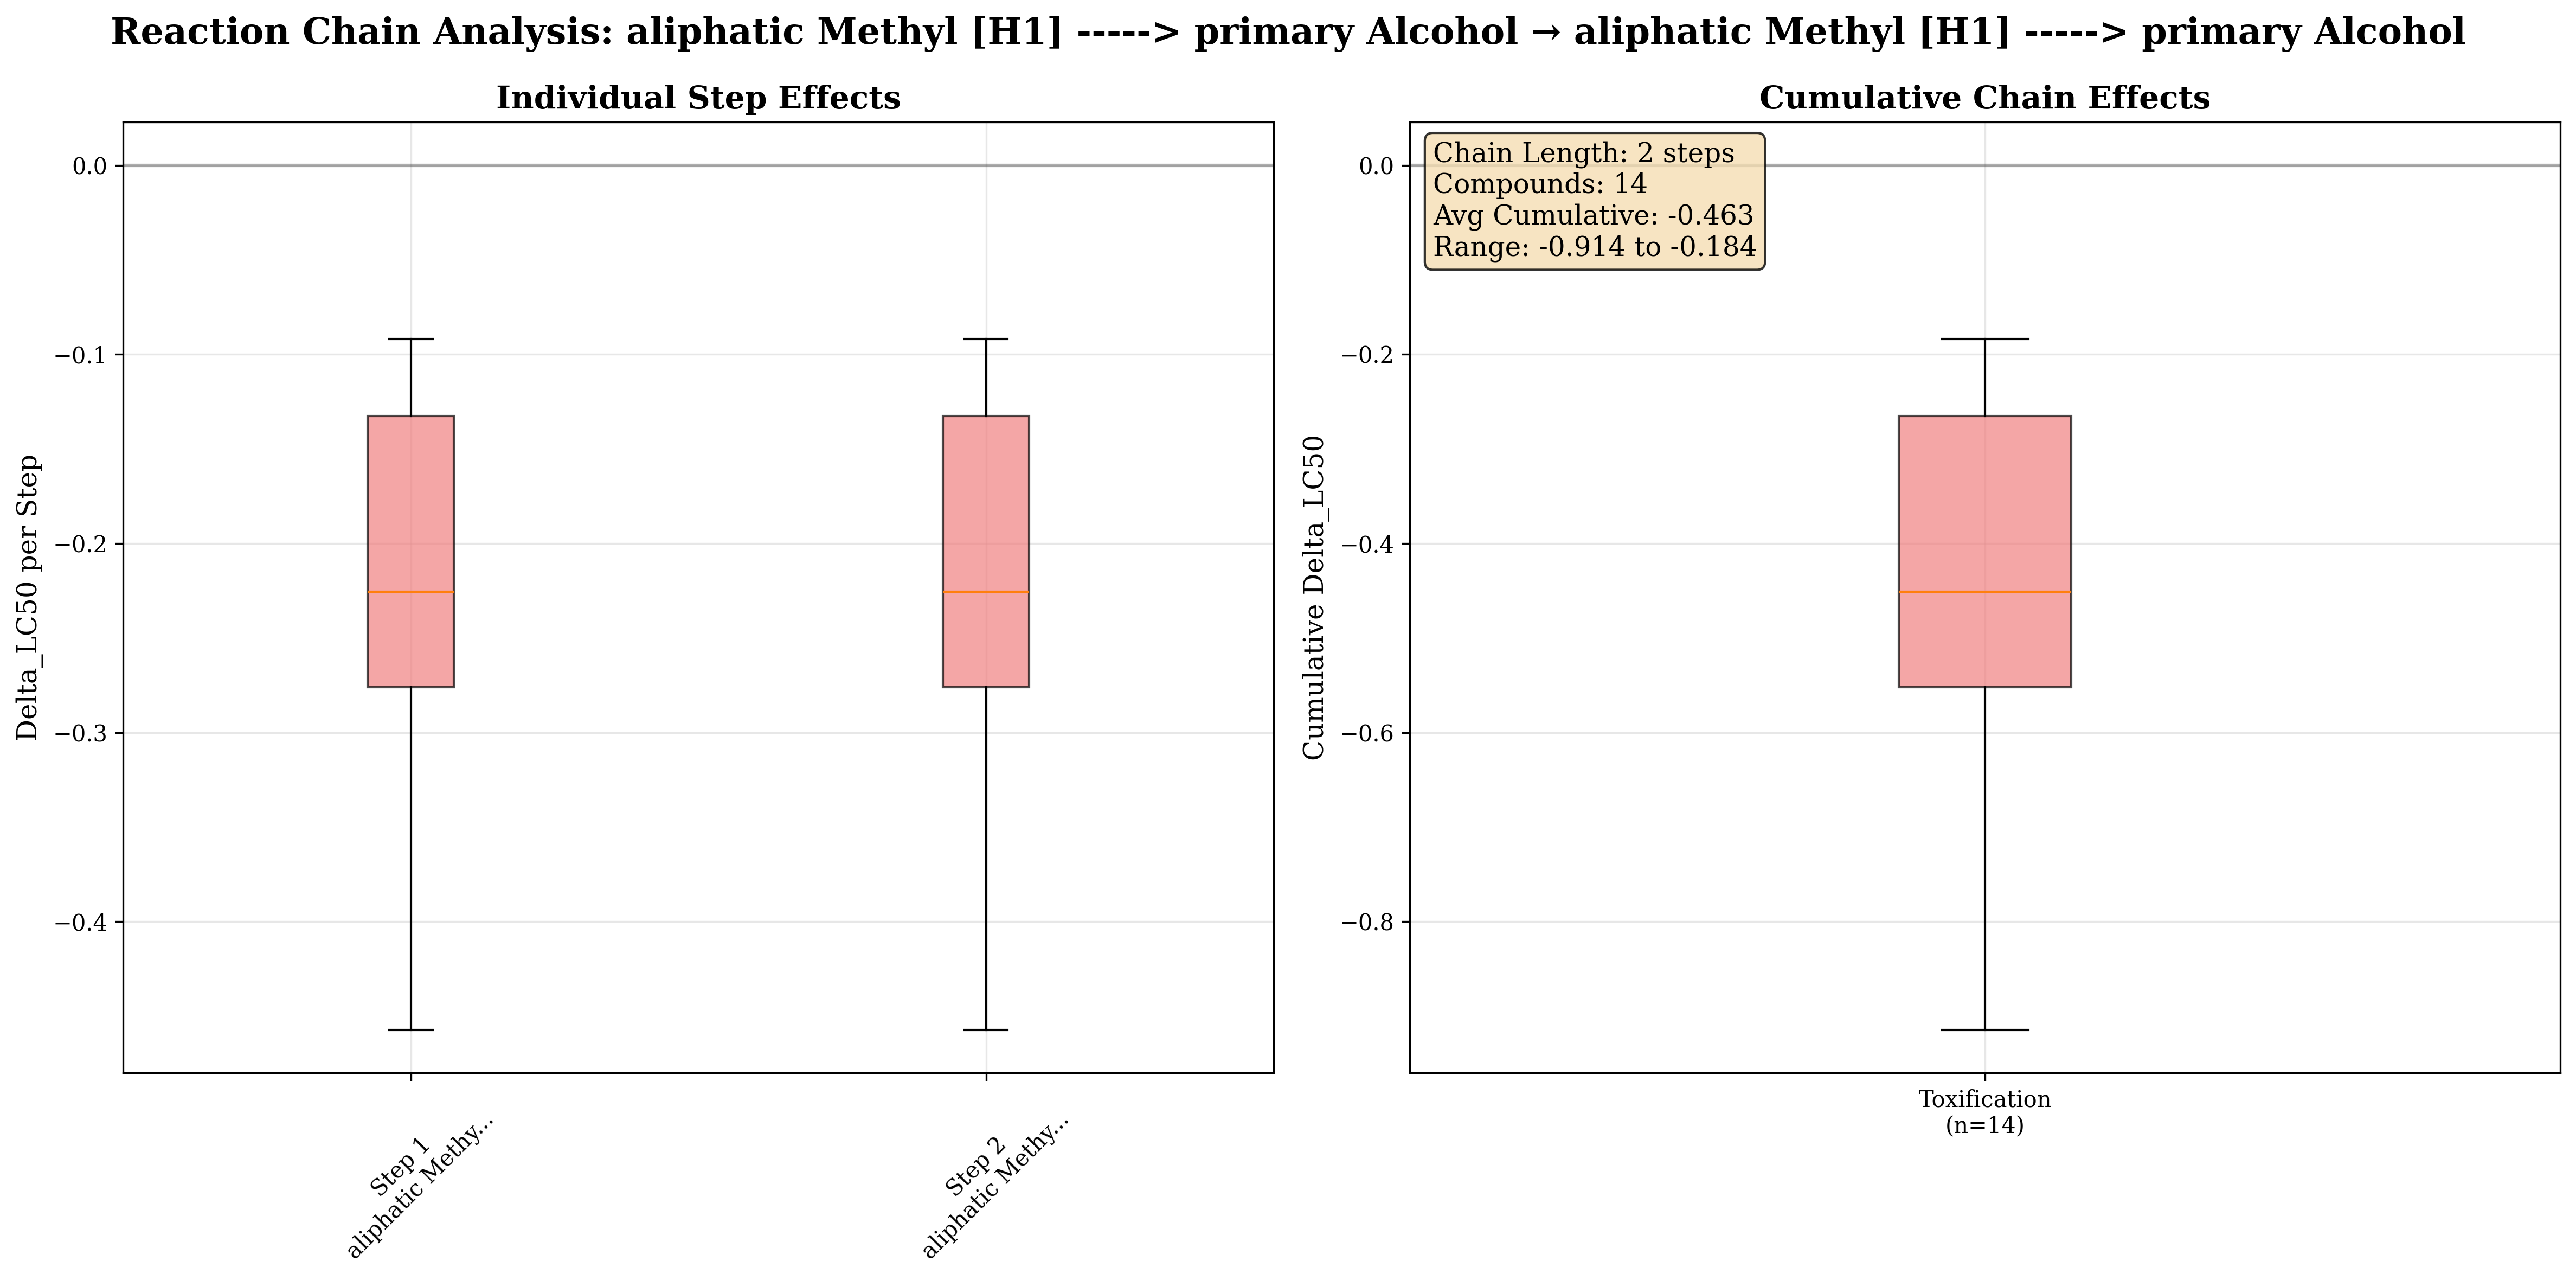 Reaction Chain Analysis: aliphatic Methyl [H1] -----> primary Alcohol → aliphatic Methyl [H1] -----> primary Alcohol
Individual Step Effects
Delta_LC50 per Step
0.0
−0.1
−0.2
−0.3
−0.4
Step 1
aliphatic Methy...
Step 2
aliphatic Methy...
Cumulative Chain Effects
Chain Length: 2 steps
Compounds: 14
Avg Cumulative: -0.463
Range: -0.914 to -0.184
Cumulative Delta_LC50
0.0
−0.2
−0.4
−0.6
−0.8
Toxification
(n=14)